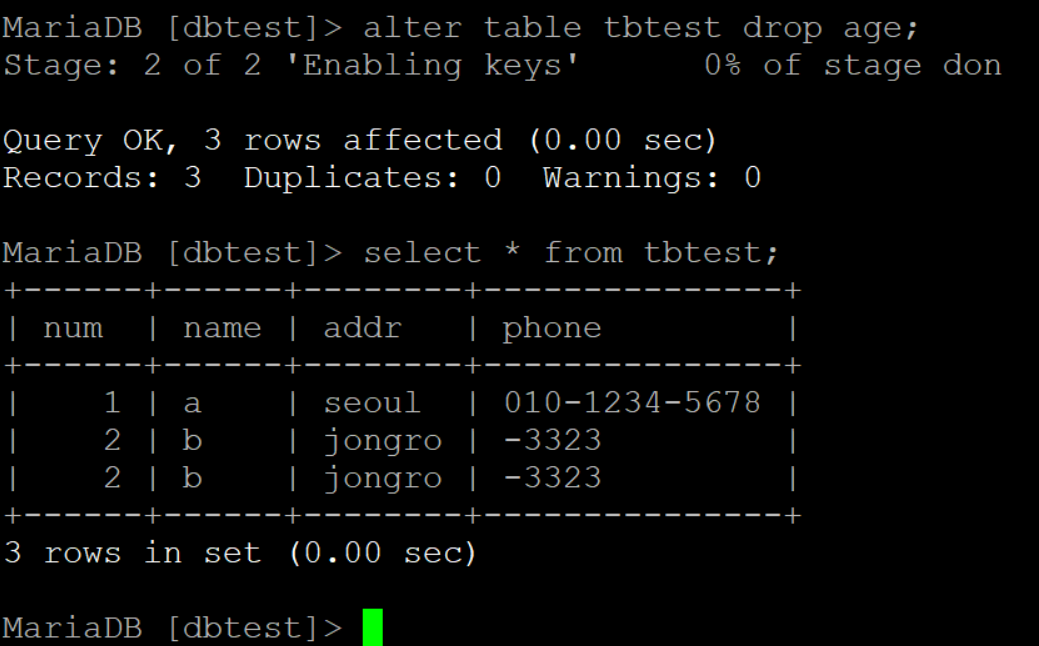 MariaDB [dbtest]> alter table tbtest drop age;
Stage: 2 of 2 'Enabling keys'      0% of stage don
Query OK, 3 rows affected (0.00 sec)
Records: 3  Duplicates: 0  Warnings: 0
MariaDB [dbtest]> select * from tbtest;
+------+------+--------+---------------+
| num  | name | addr   | phone         |
+------+------+--------+---------------+
|    1 | a    | seoul  | 010-1234-5678 |
|    2 | b    | jongro | -3323         |
|    2 | b    | jongro | -3323         |
+------+------+--------+---------------+
3 rows in set (0.00 sec)
MariaDB [dbtest]>